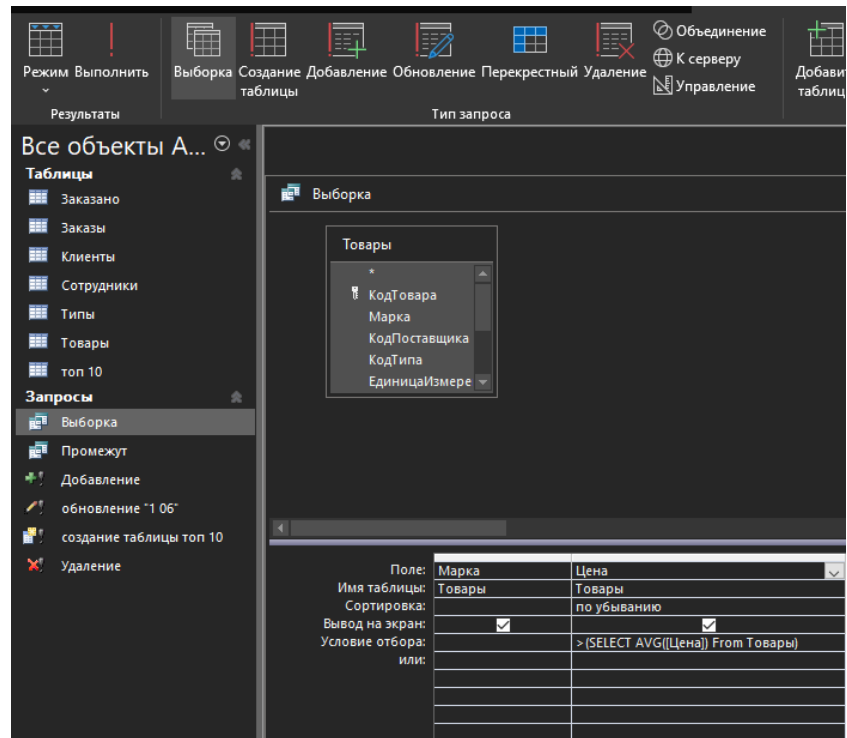 Режим Выполнить
Выборка
Создание таблицы
Добавление
Обновление
Перекрестный
Удаление
Объединение
К серверу
Управление
Добави
таблиц
Результаты
Тип запроса
Все объекты A...
Таблицы
Заказано
Заказы
Клиенты
Сотрудники
Типы
Товары
топ 10
Запросы
Выборка
Промежут
Добавление
обновление "1 06"
создание таблицы топ 10
Удаление
Выборка
Товары
*
КодТовара
Марка
КодПоставщика
КодТипа
ЕдиницаИзмере
Поле: Марка Цена
Имя таблицы: Товары Товары
Сортировка: по убыванию
Вывод на экран:
Условие отбора: >(SELECT AVG([Цена]) From Товары)
или: